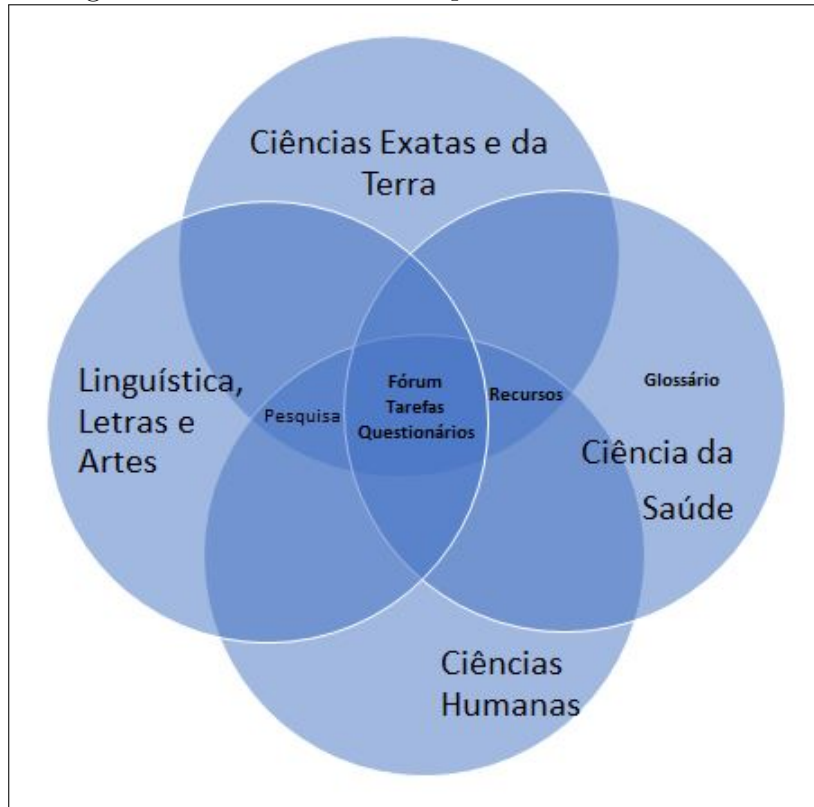 Ciências Exatas e da
Terra
Linguística,
Letras e
Artes
Pesquisa
Fórum
Tarefas
Questionários
Recursos
Glossário
Ciência da
Saúde
Ciências
Humanas